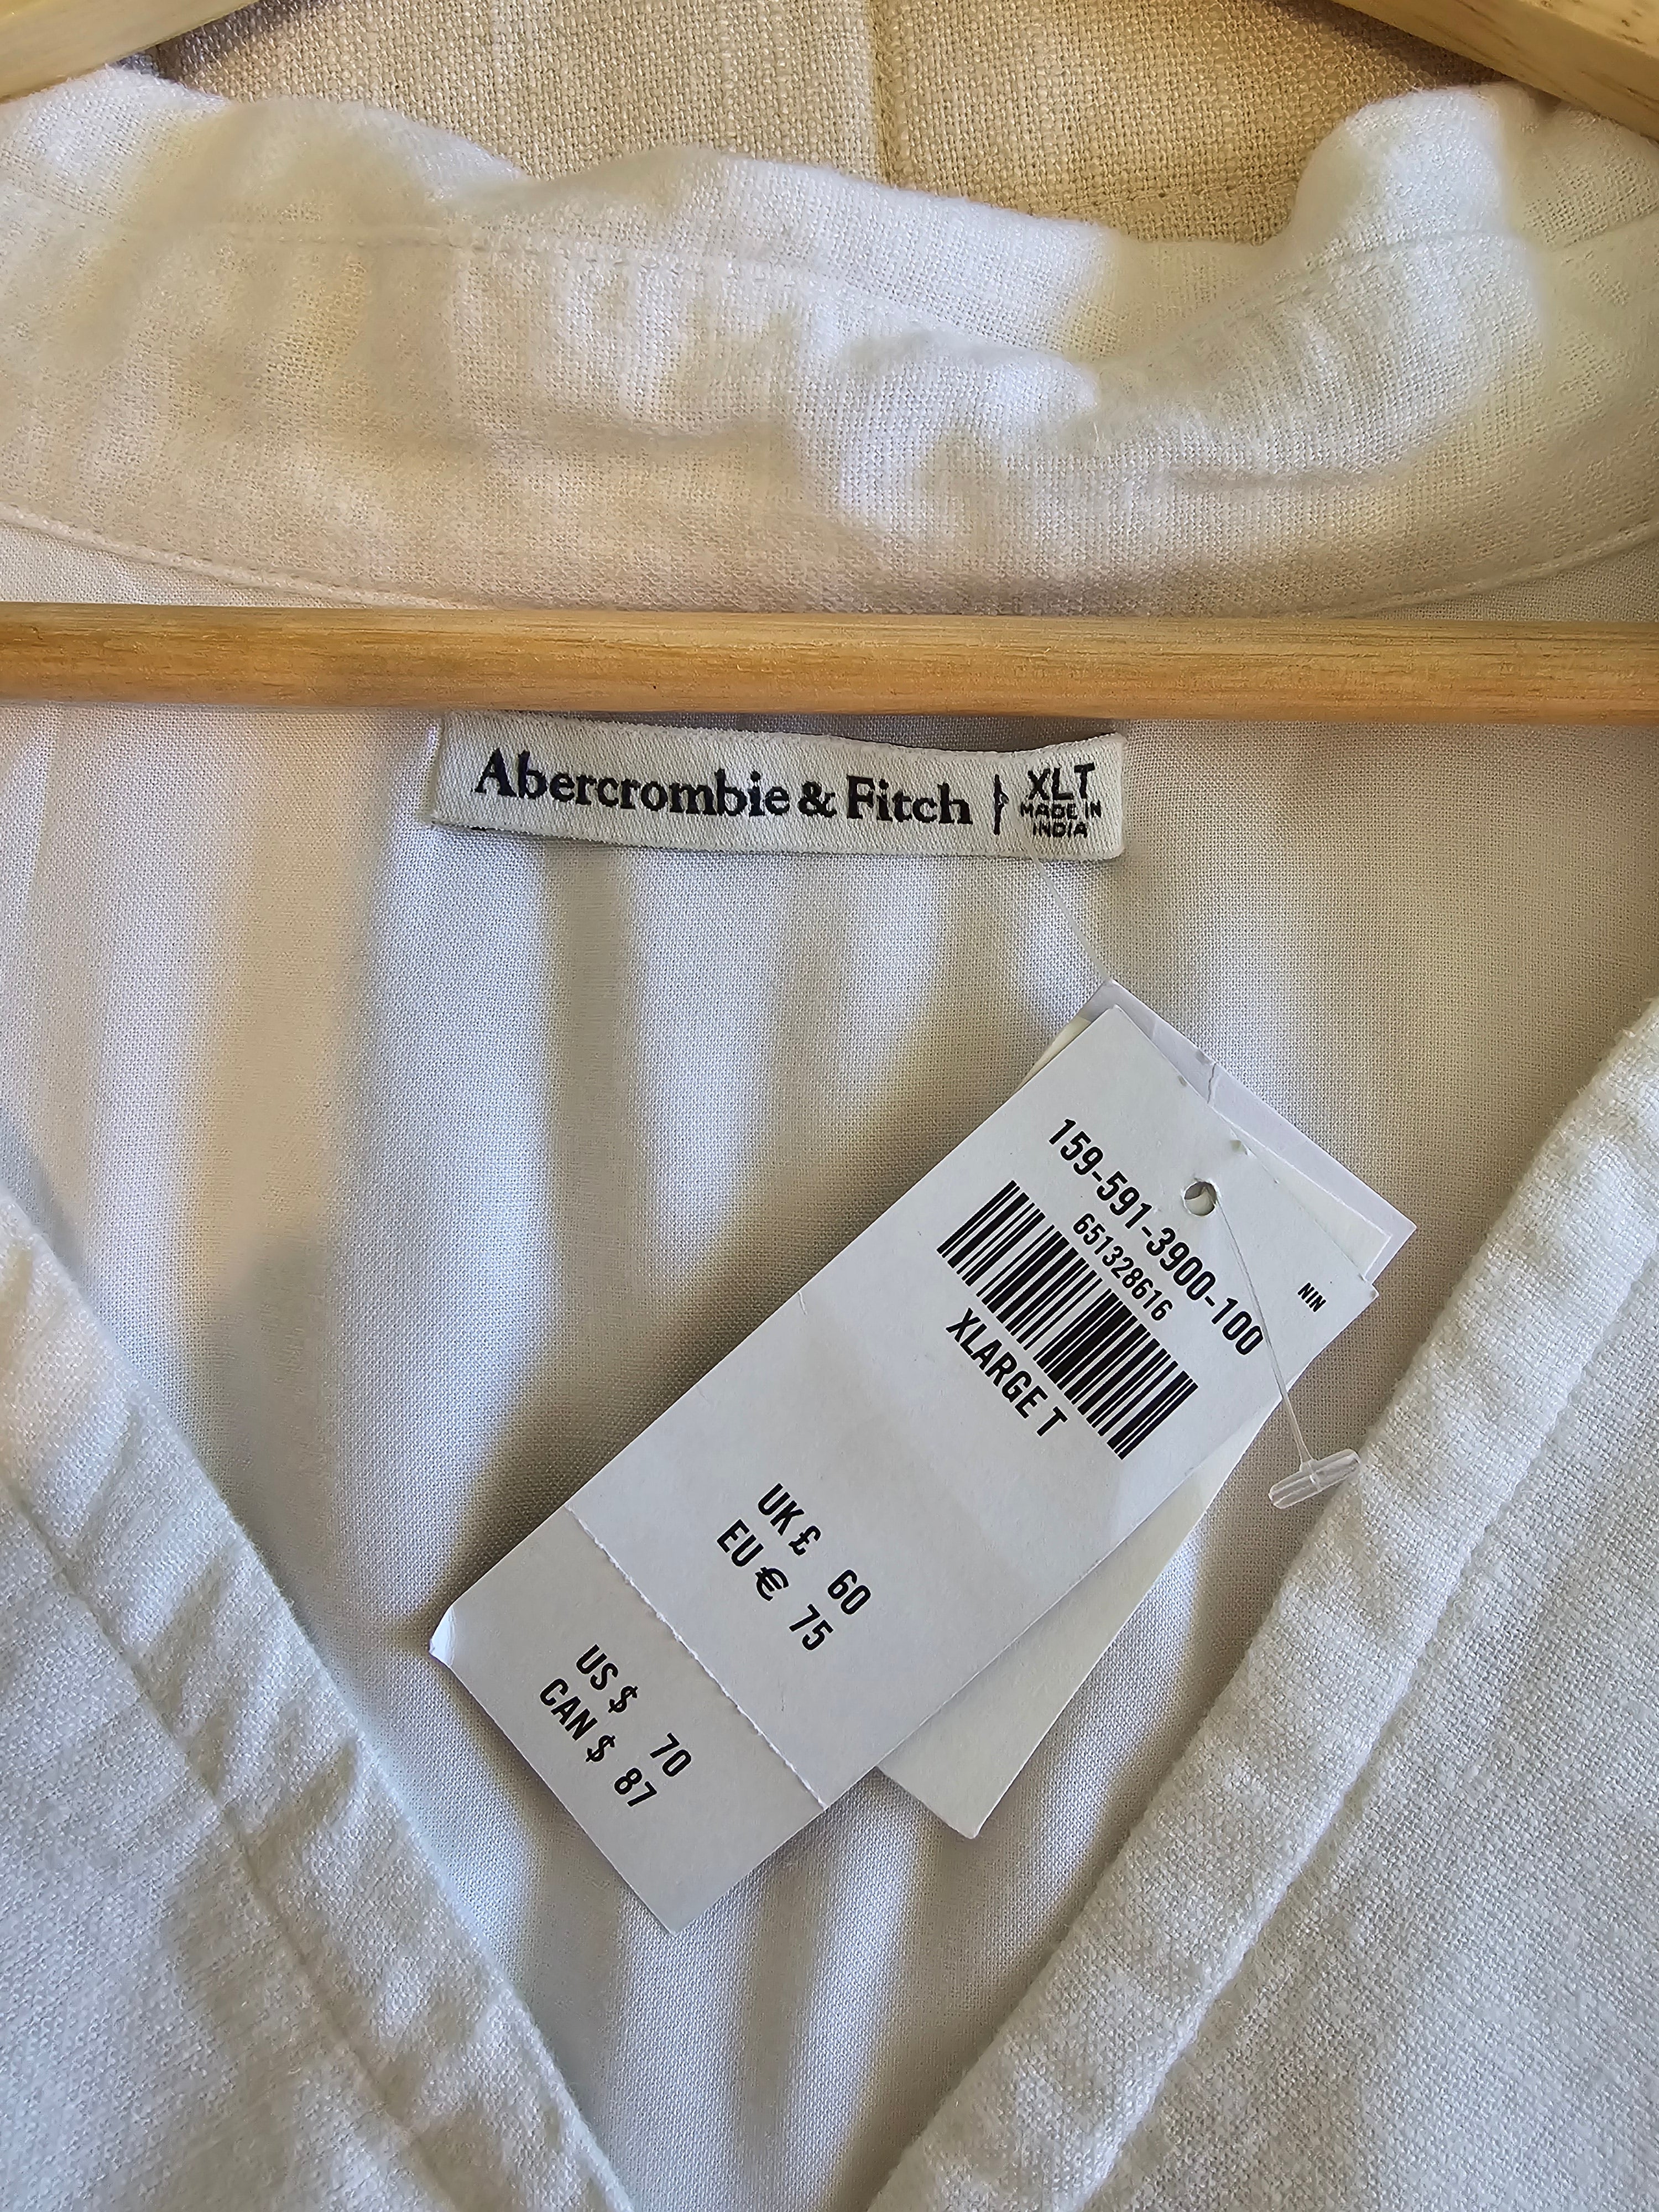 Abercrombie & Fitch
XLT
MADE IN
INDIA
159-591-3900-100
651328616
XLARGE T
NIN
UK £ 60
EU € 75
US $ 70
CAN $ 87